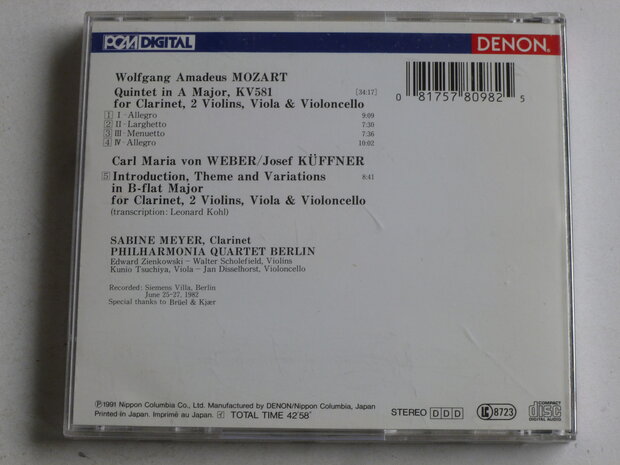 PCM DIGITAL
DENON®
Wolfgang Amadeus MOZART
Quintet in A Major, KV581 [34:17]
for Clarinet, 2 Violins, Viola & Violoncello
1 I–Allegro 9:09
2 II–Larghetto 7:30
3 III–Menuetto 7:36
4 IV–Allegro 10:02
0 81757 80982 5
Carl Maria von WEBER/Josef KÜFFNER
5 Introduction, Theme and Variations 8:41
in B-flat Major
for Clarinet, 2 Violins, Viola & Violoncello
(transcription: Leonard Kohl)
SABINE MEYER, Clarinet
PHILHARMONIA QUARTET BERLIN
Edward Zienkowski – Walter Scholefield, Violins
Kunio Tsuchiya, Viola – Jan Disselhorst, Violoncello
Recorded: Siemens Villa, Berlin
June 25-27, 1982
Special thanks to Brüel & Kjær
℗1991 Nippon Columbia Co., Ltd. Manufactured by DENON/Nippon Columbia, Japan
Printed in Japan. Imprimé au Japon. TOTAL TIME 42'58"
STEREO DDD
LC 8723
COMPACT
disc
DIGITAL AUDIO